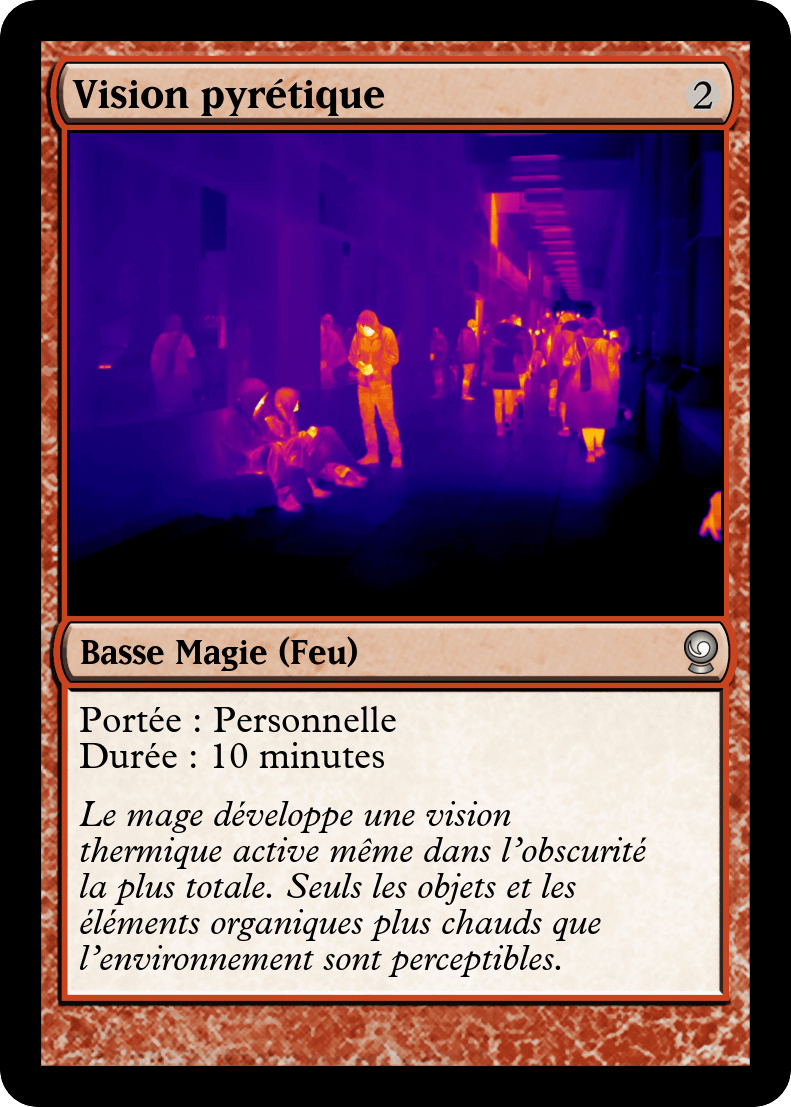 Vision pyrétique 2
Basse Magie (Feu)
Portée : Personnelle
Durée : 10 minutes
Le mage développe une vision
thermique active même dans l'obscurité
la plus totale. Seuls les objets et les
éléments organiques plus chauds que
l'environnement sont perceptibles.